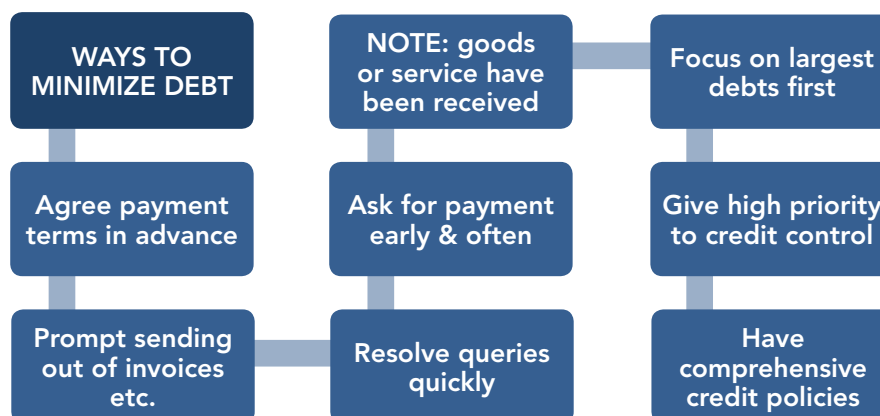 WAYS TO
MINIMIZE DEBT
Agree payment
terms in advance
Prompt sending
out of invoices
etc.
Resolve queries
quickly
Ask for payment
early & often
NOTE: goods
or service have
been received
Focus on largest
debts first
Give high priority
to credit control
Have
comprehensive
credit policies